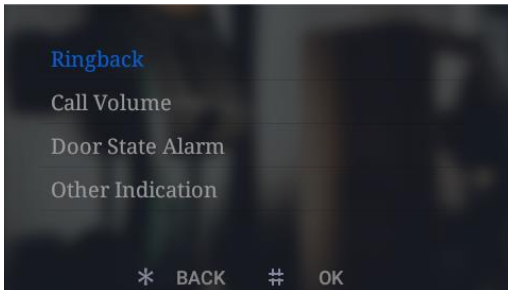 Ringback
Call Volume
Door State Alarm
Other Indication
* BACK # OK